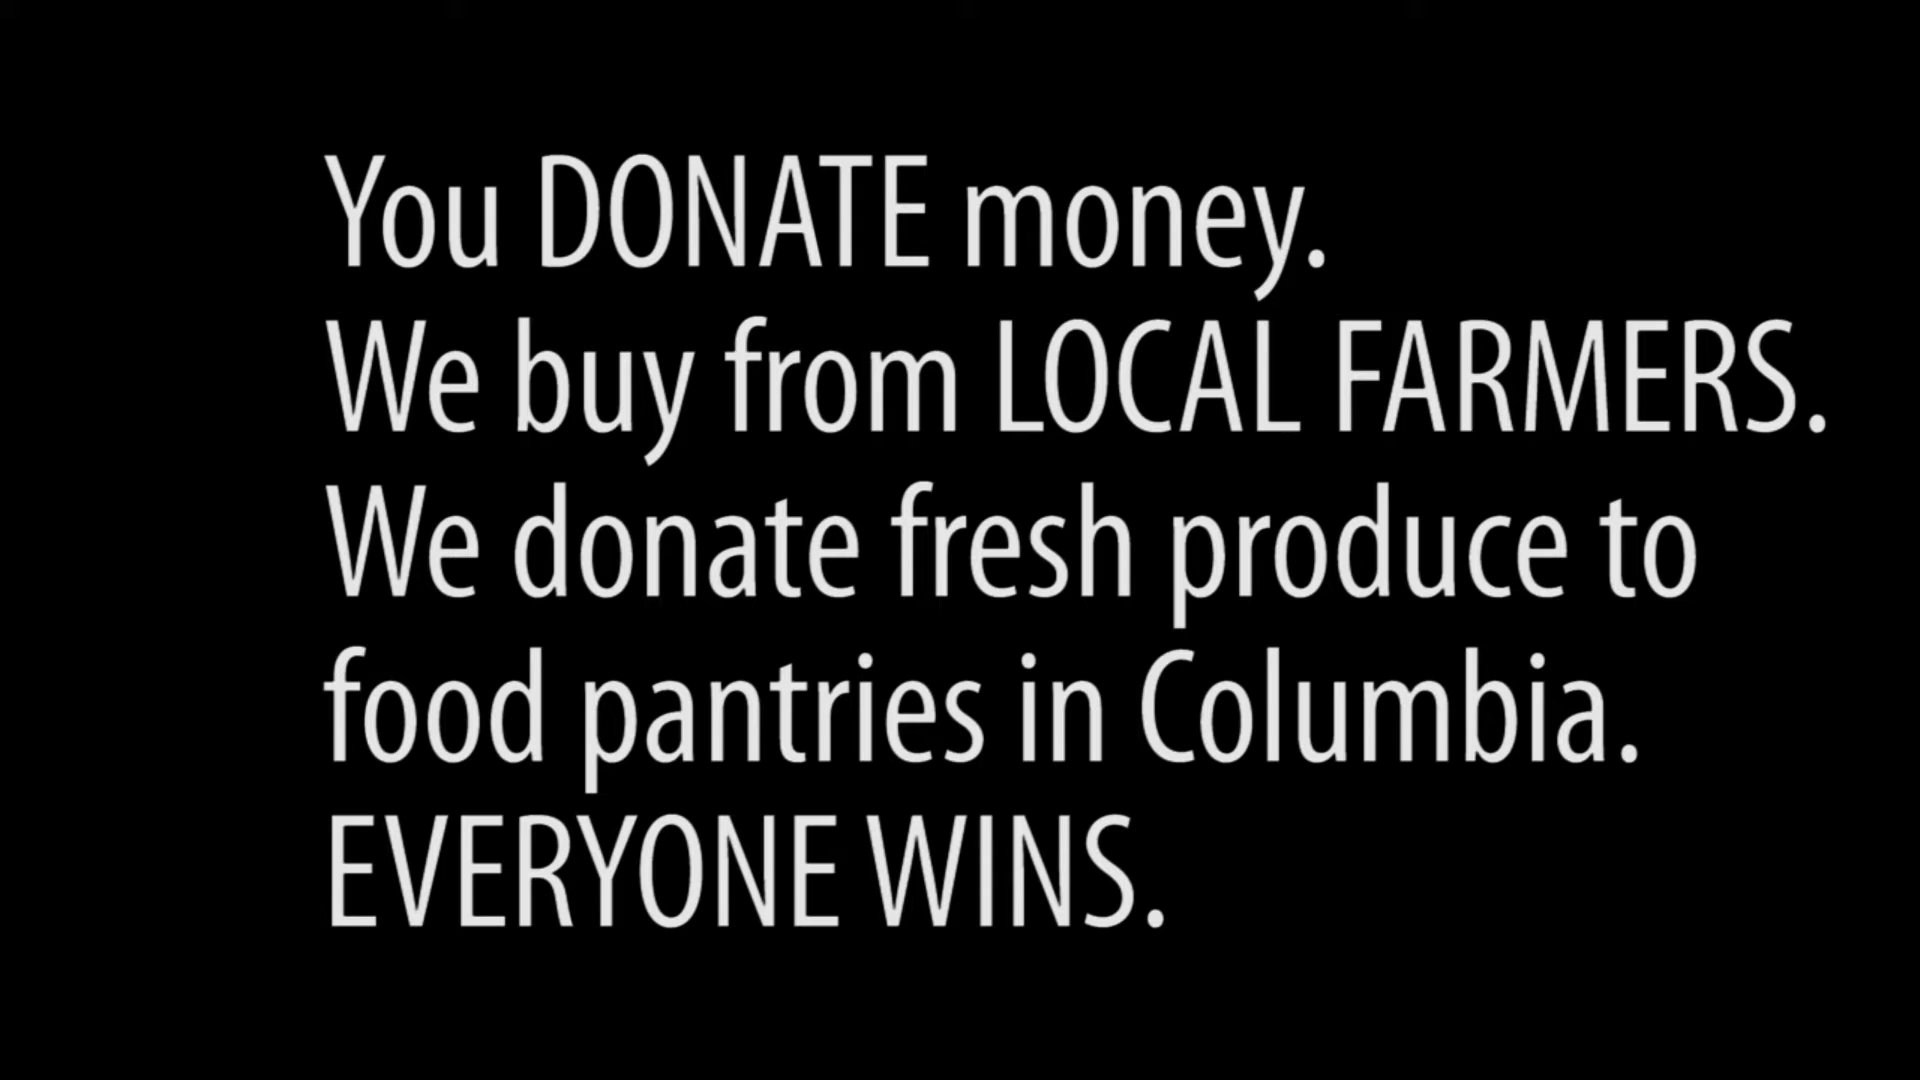 You DONATE money.
We buy from LOCAL FARMERS.
We donate fresh produce to
food pantries in Columbia.
EVERYONE WINS.